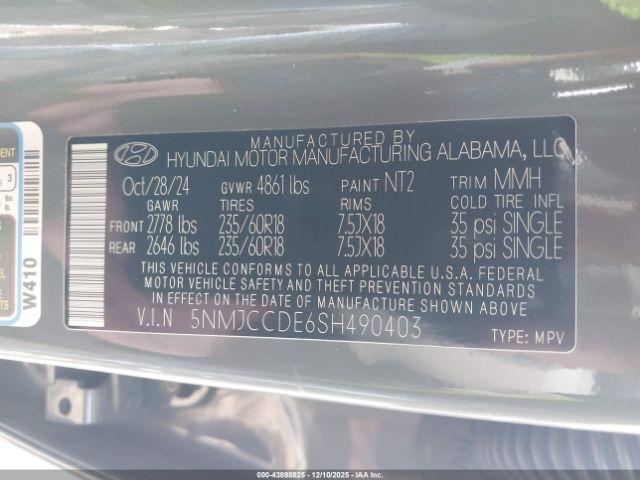 MANUFACTURED BY
HYUNDAI MOTOR MANUFACTURING ALABAMA, LLC
Oct/28/24 GVWR 4861 lbs PAINT NT2 TRIM MMH
GAWR TIRES RIMS COLD TIRE INFL
FRONT 2778 lbs 235/60R18 7.5JX18 35 psi SINGLE
REAR 2646 lbs 235/60R18 7.5JX18 35 psi SINGLE
THIS VEHICLE CONFORMS TO ALL APPLICABLE U.S.A. FEDERAL
MOTOR VEHICLE SAFETY AND THEFT PREVENTION STANDARDS
IN EFFECT ON THE DATE OF MANUFACTURE SHOWN ABOVE
V.I.N 5NMJCCDE6SH490403
TYPE: MPV
W410
3
000-43898825 - 12/10/2025 - IAA Holdings, LLC.